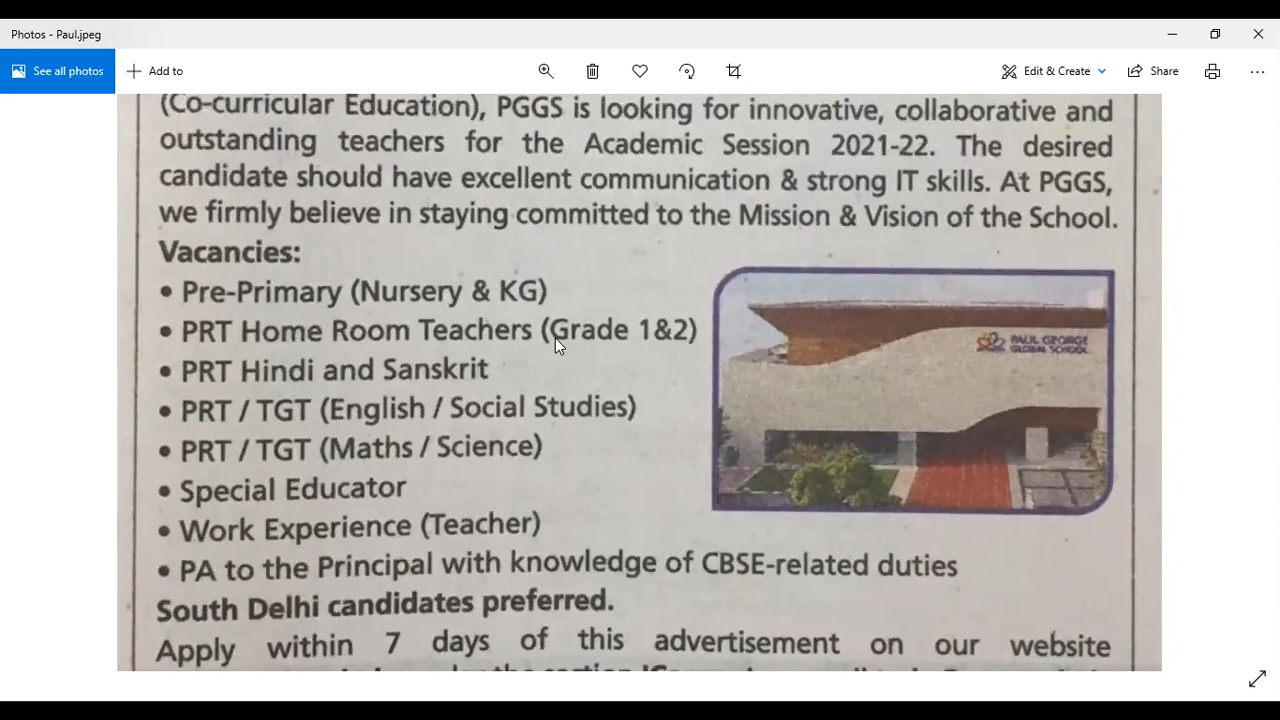 Photos - Paul.jpeg
See all photos
Add to
Edit & Create
Share
(Co-curricular Education), PGGS is looking for innovative, collaborative and
outstanding teachers for the Academic Session 2021-22. The desired
candidate should have excellent communication & strong IT skills. At PGGS,
we firmly believe in staying committed to the Mission & Vision of the School.
Vacancies:
• Pre-Primary (Nursery & KG)
• PRT Home Room Teachers (Grade 1&2)
• PRT Hindi and Sanskrit
• PRT / TGT (English / Social Studies)
• PRT / TGT (Maths / Science)
• Special Educator
• Work Experience (Teacher)
• PA to the Principal with knowledge of CBSE-related duties
PAUL GEORGE
GLOBAL SCHOOL
South Delhi candidates preferred.
Apply within 7 days of this advertisement on our website